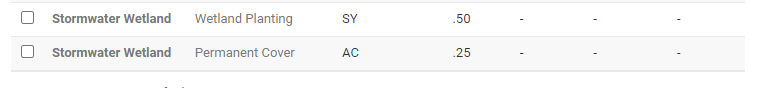 Stormwater Wetland Wetland Planting SY .50 - - -
Stormwater Wetland Permanent Cover AC .25 - - -